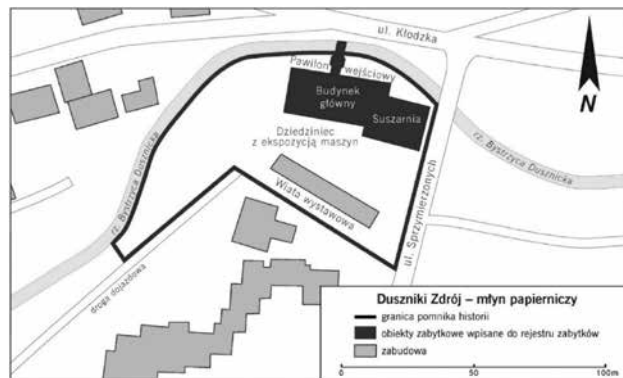 ul. Kłodzka
Pawilon wejściowy
Budynek
główny
Suszarnia
N
Dziedziniec
z ekspozycją maszyn
rz. Bystrzyca Dusznicka
rz. Bystrzyca Dusznicka
Wiata wystawowa
ul. Sprzymierzonych
droga dojazdowa
Duszniki Zdrój – młyn papierniczy
granica pomnika historii
obiekty zabytkowe wpisane do rejestru zabytków
zabudowa
0 50 100m